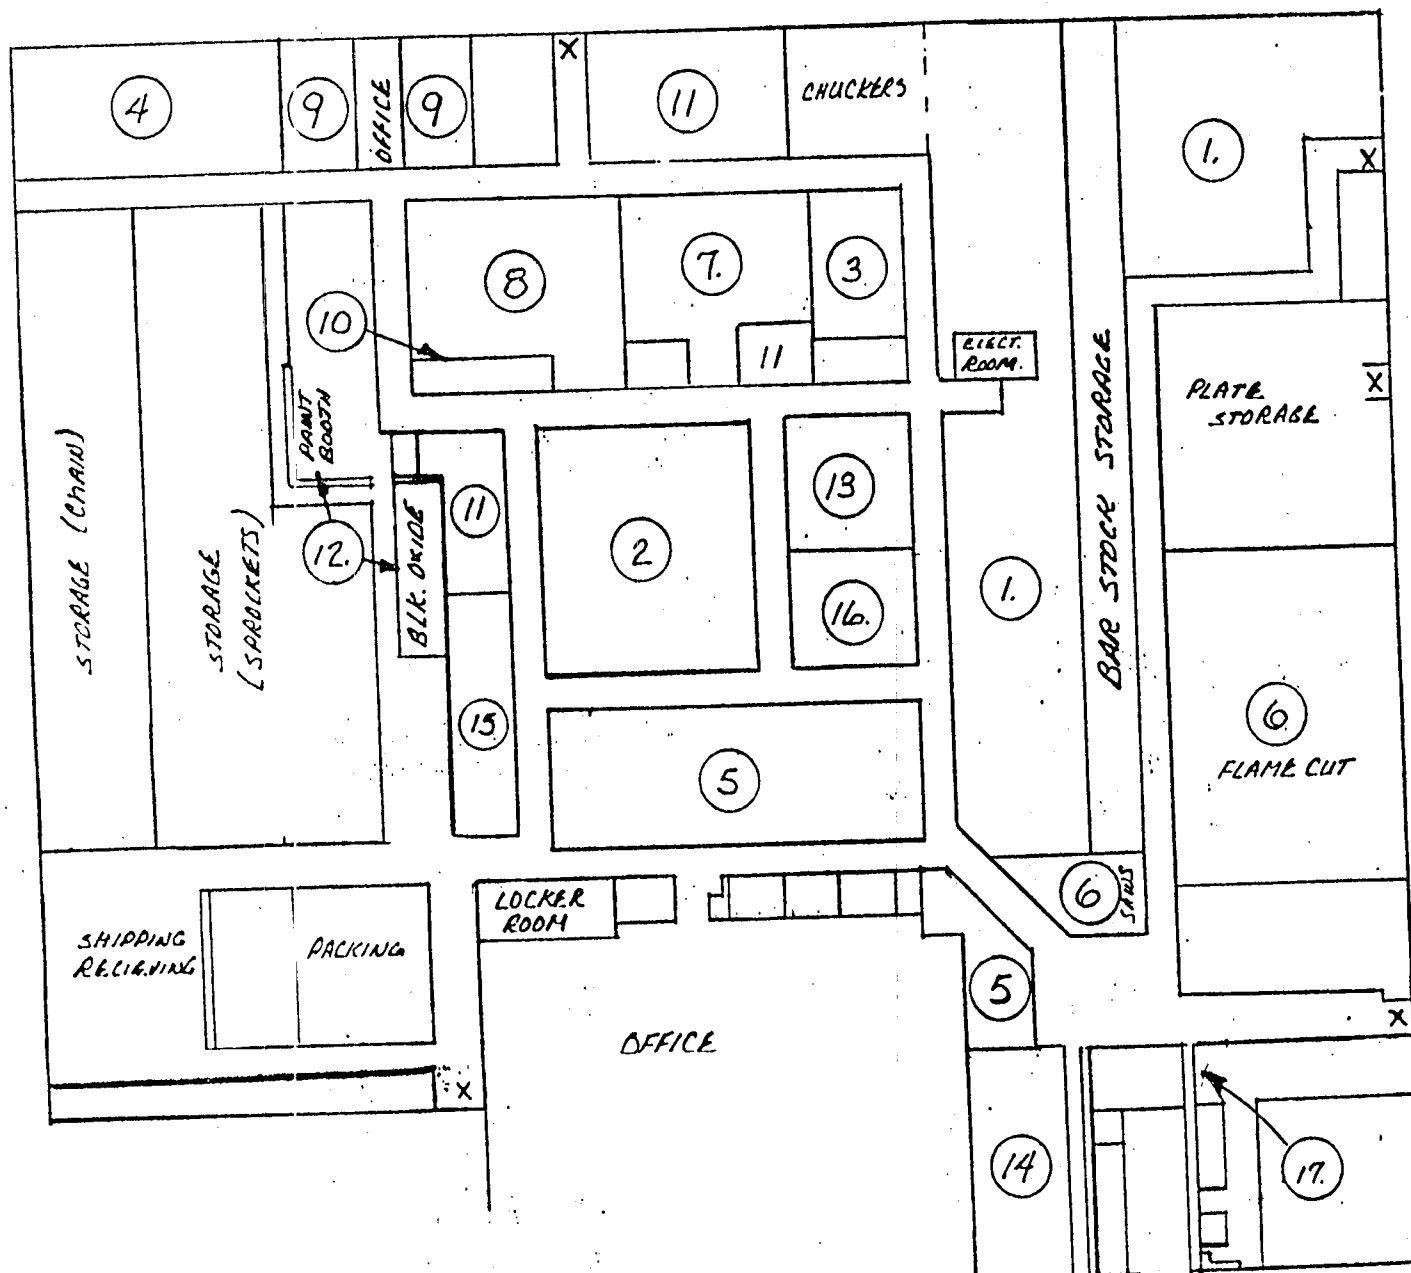 4
9
OFFICE
9
X
11
CHUCKERS
1.
X
8
7.
3
10
11
ELECT.
ROOM.
PLATE
STORAGE
X
PAINT
BOOTH
STORAGE (CHAIN)
STORAGE
(SPROCKETS)
12.
BLK. OXIDE
11
2
13
16.
1.
BAR STOCK STORAGE
6
FLAME CUT
15
5
LOCKER
ROOM
6
SAWS
SHIPPING
RECIEVING
PACKING
5
X
OFFICE
X
14
17.